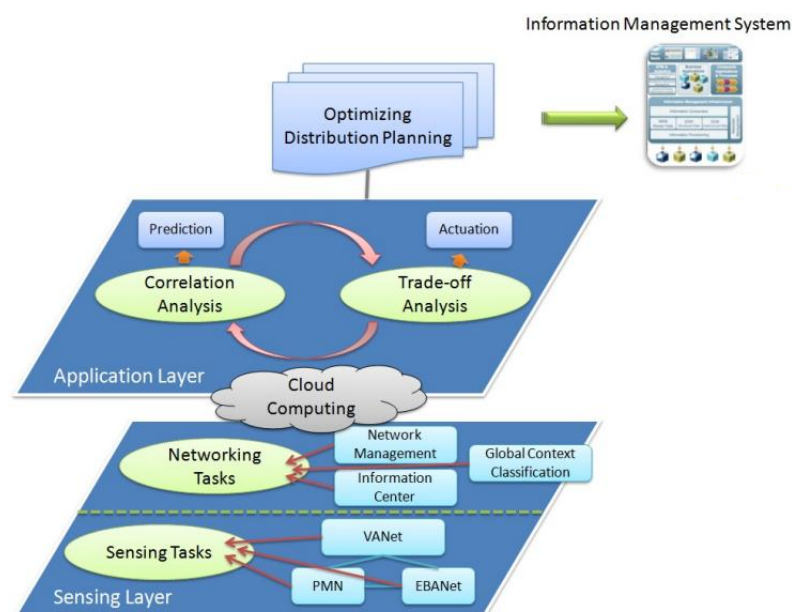 Information Management System
Optimizing
Distribution Planning
Prediction
Actuation
Correlation
Analysis
Trade-off
Analysis
Application Layer
Cloud
Computing
Network
Management
Networking
Tasks
Global Context
Classification
Information
Center
VANet
Sensing Tasks
PMN
EBANet
Sensing Layer